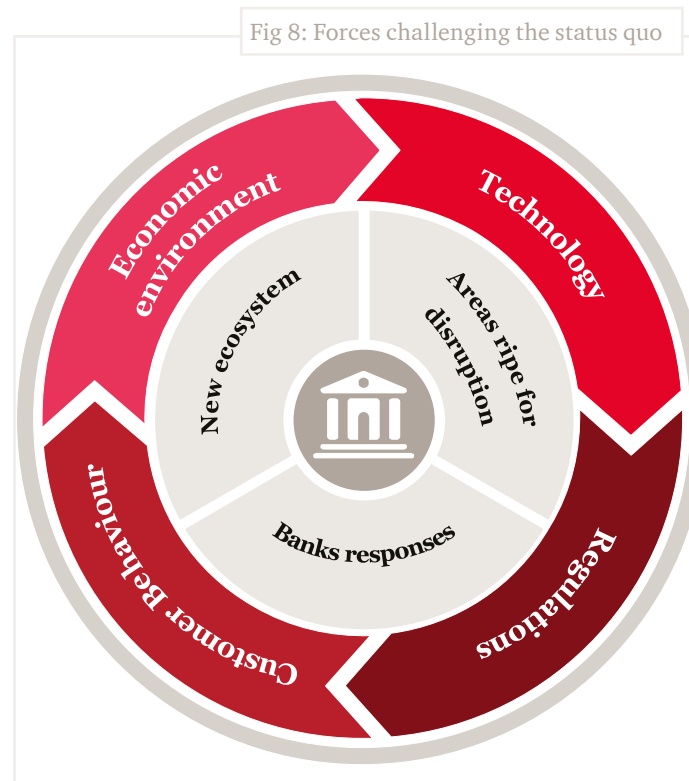 Fig 8: Forces challenging the status quo
Economic
environment
Technology
New ecosystem
Areas ripe for
disruption
Banks responses
Customer Behaviour
Regulations